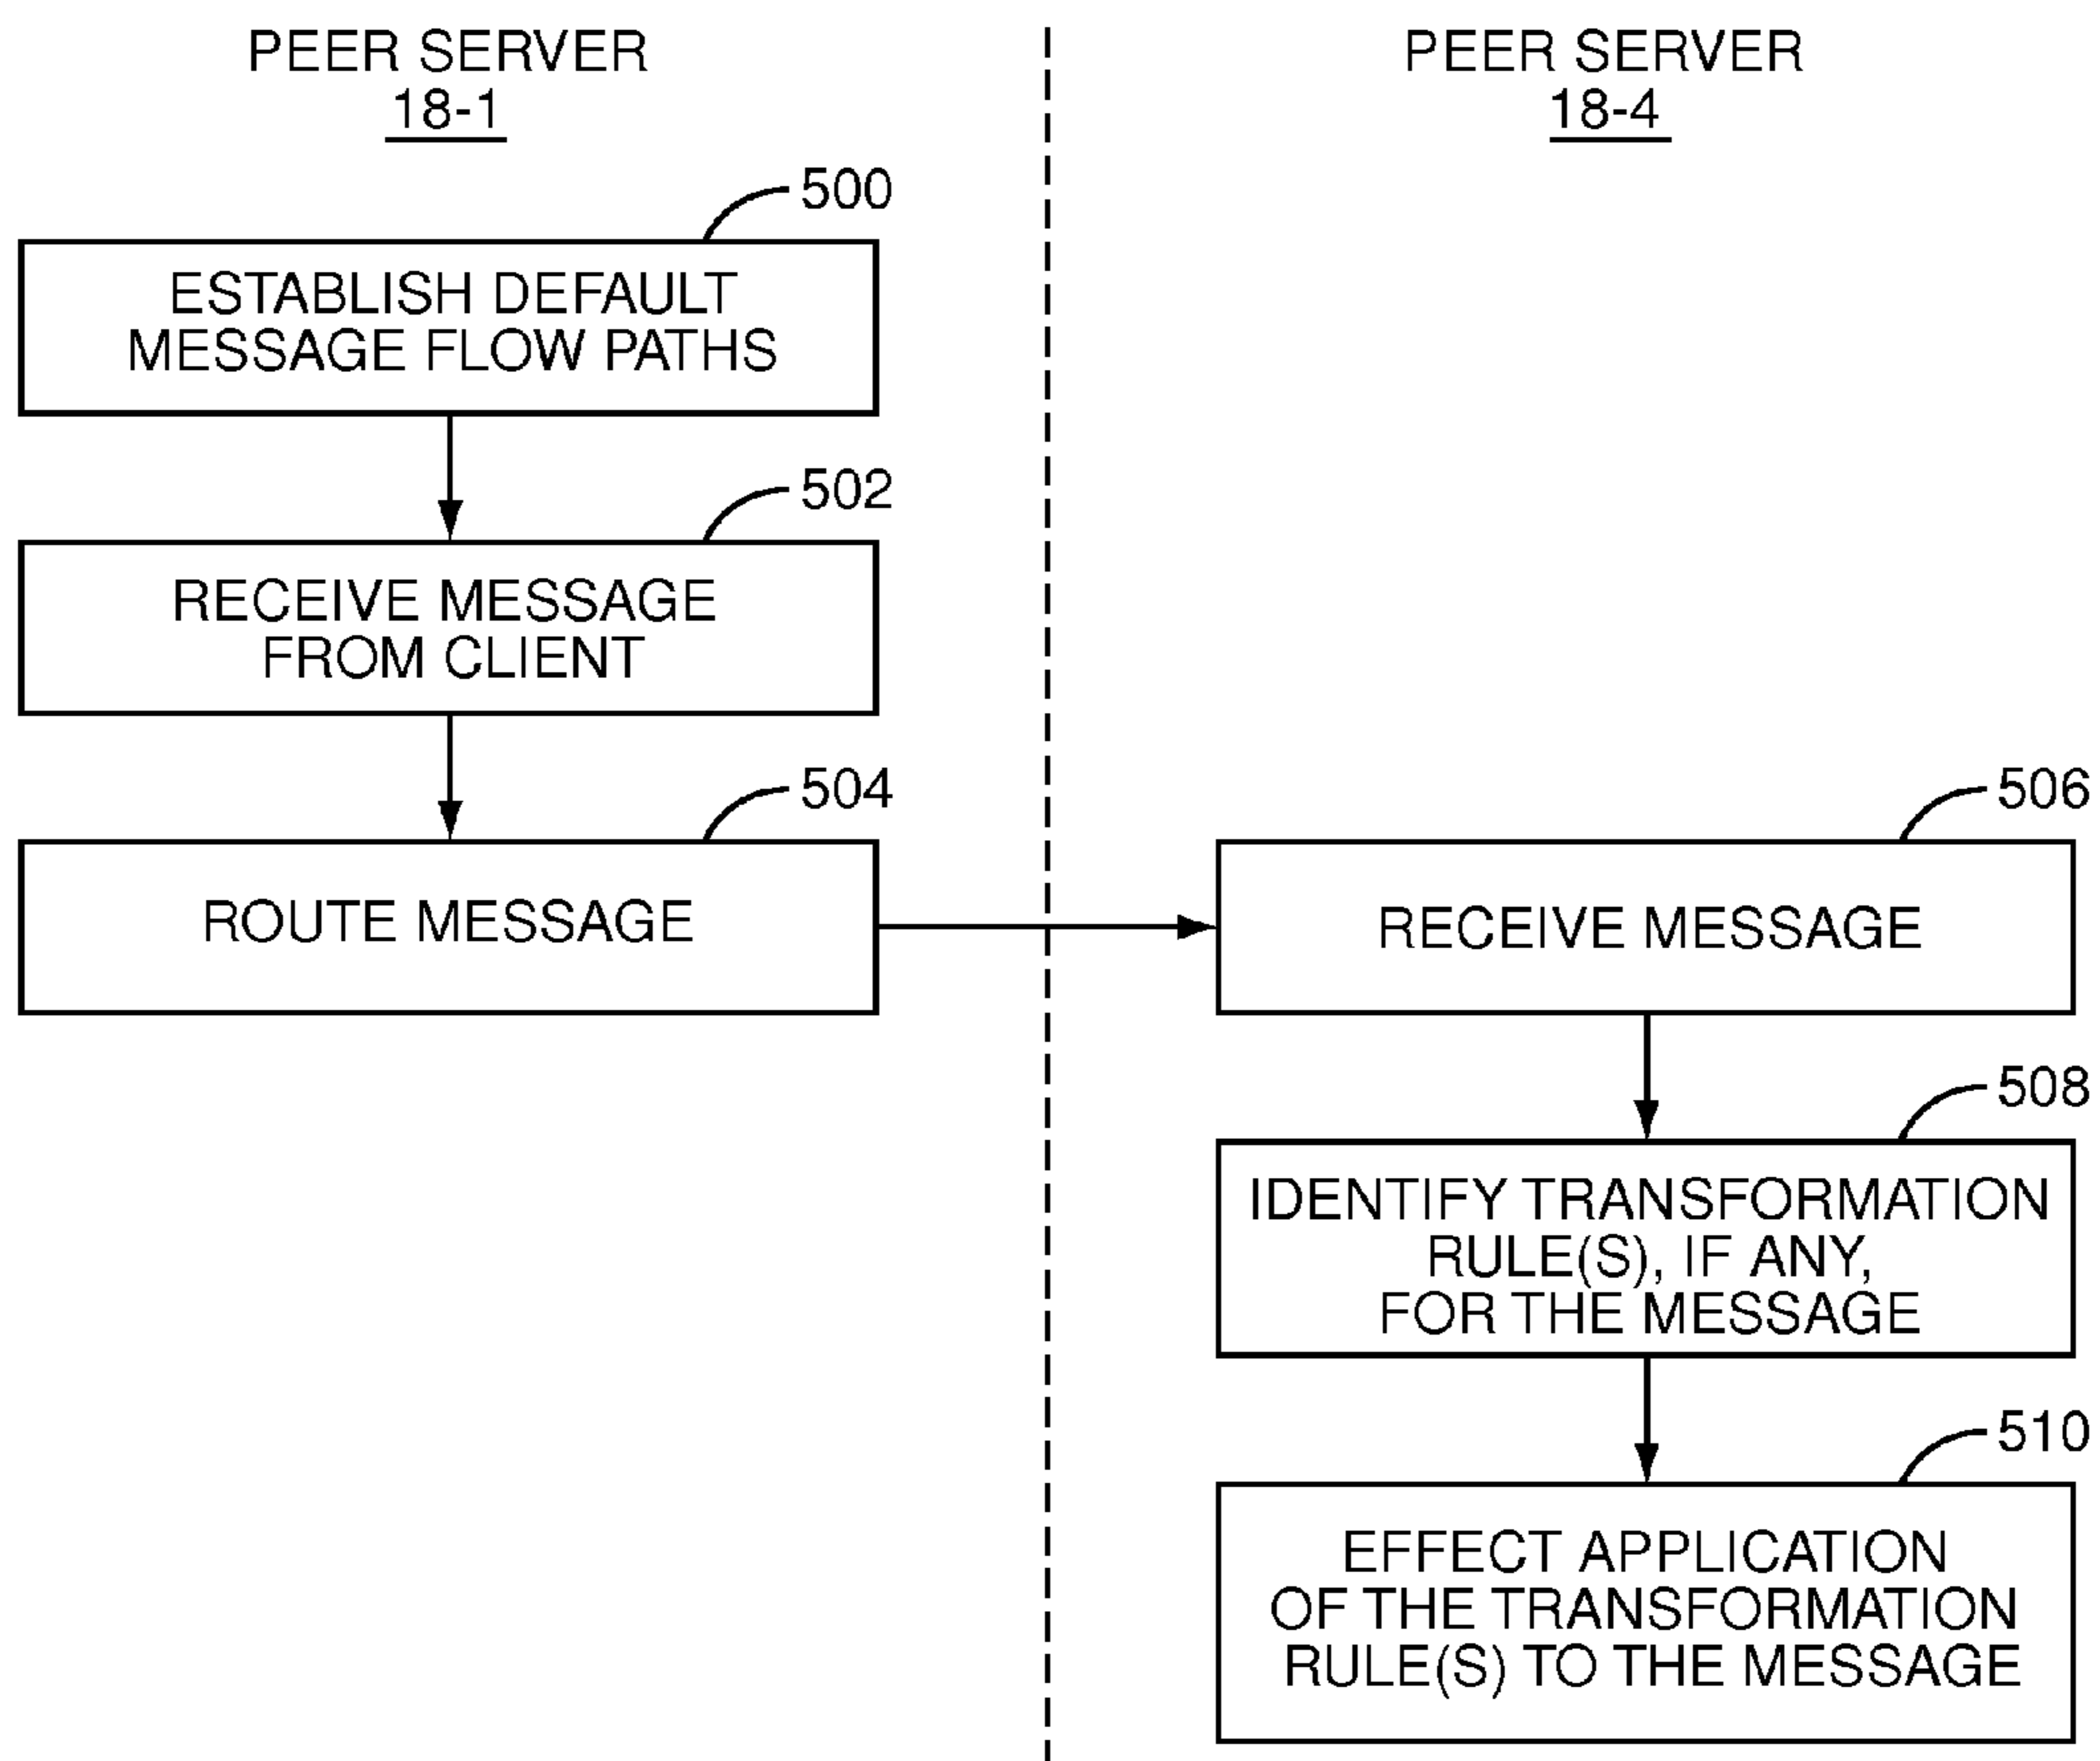 PEER SERVER
18-1
500
ESTABLISH DEFAULT
MESSAGE FLOW PATHS
502
RECEIVE MESSAGE
FROM CLIENT
504
ROUTE MESSAGE
PEER SERVER
18-4
506
RECEIVE MESSAGE
508
IDENTIFY TRANSFORMATION
RULE(S), IF ANY,
FOR THE MESSAGE
510
EFFECT APPLICATION
OF THE TRANSFORMATION
RULE(S) TO THE MESSAGE